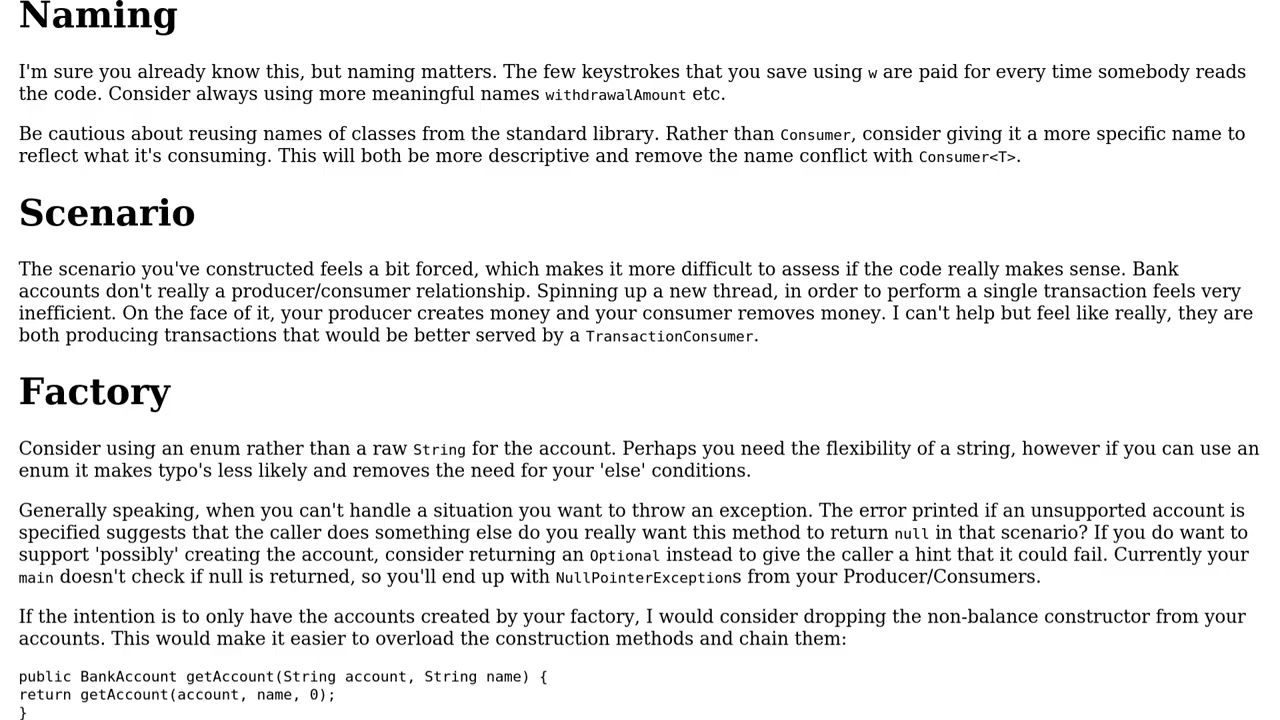 Naming
I'm sure you already know this, but naming matters. The few keystrokes that you save using w are paid for every time somebody reads
the code. Consider always using more meaningful names withdrawalAmount etc.
Be cautious about reusing names of classes from the standard library. Rather than Consumer, consider giving it a more specific name to
reflect what it's consuming. This will both be more descriptive and remove the name conflict with Consumer<T>.
Scenario
The scenario you've constructed feels a bit forced, which makes it more difficult to assess if the code really makes sense. Bank
accounts don't really a producer/consumer relationship. Spinning up a new thread, in order to perform a single transaction feels very
inefficient. On the face of it, your producer creates money and your consumer removes money. I can't help but feel like really, they are
both producing transactions that would be better served by a TransactionConsumer.
Factory
Consider using an enum rather than a raw String for the account. Perhaps you need the flexibility of a string, however if you can use an
enum it makes typo's less likely and removes the need for your 'else' conditions.
Generally speaking, when you can't handle a situation you want to throw an exception. The error printed if an unsupported account is
specified suggests that the caller does something else do you really want this method to return null in that scenario? If you do want to
support 'possibly' creating the account, consider returning an Optional instead to give the caller a hint that it could fail. Currently your
main doesn't check if null is returned, so you'll end up with NullPointerExceptions from your Producer/Consumers.
If the intention is to only have the accounts created by your factory, I would consider dropping the non-balance constructor from your
accounts. This would make it easier to overload the construction methods and chain them:
public BankAccount getAccount(String account, String name) {
return getAccount(account, name, 0);
}